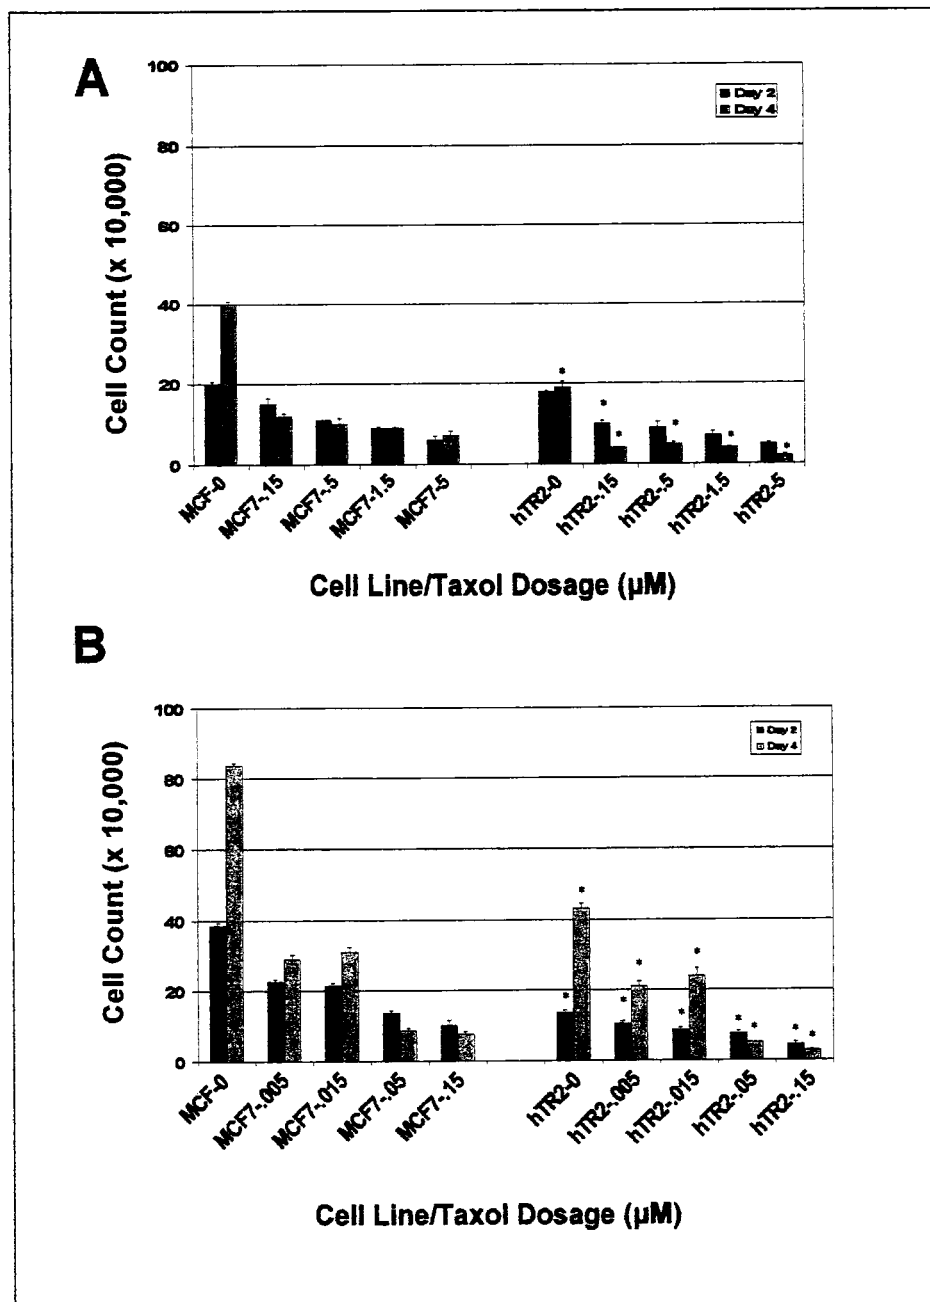 A
100
80
60
40
20
0
Cell Count (x 10,000)
Day 2
Day 4
*
*
*
*
*
*
MCF-0
MCF7-.15
MCF7-.5
MCF7-1.5
MCF7-5
hTR2-0
hTR2-.15
hTR2-.5
hTR2-1.5
hTR2-5
Cell Line/Taxol Dosage (µM)
B
100
80
60
40
20
0
Cell Count (x 10,000)
Day 2
Day 4
*
*
*
*
*
*
*
*
*
*
MCF-0
MCF7-.005
MCF7-.015
MCF7-.05
MCF7-.15
hTR2-0
hTR2-.005
hTR2-.015
hTR2-.05
hTR2-.15
Cell Line/Taxol Dosage (µM)